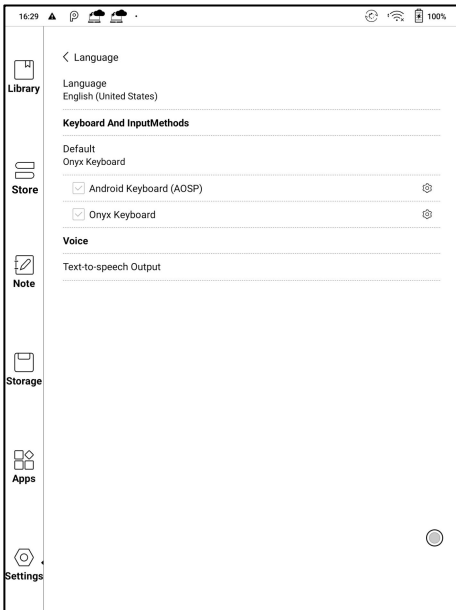 16:29
100%
Language
Language
English (United States)
Keyboard And InputMethods
Default
Onyx Keyboard
Android Keyboard (AOSP)
Onyx Keyboard
Voice
Text-to-speech Output
Library
Store
Note
Storage
Apps
Settings